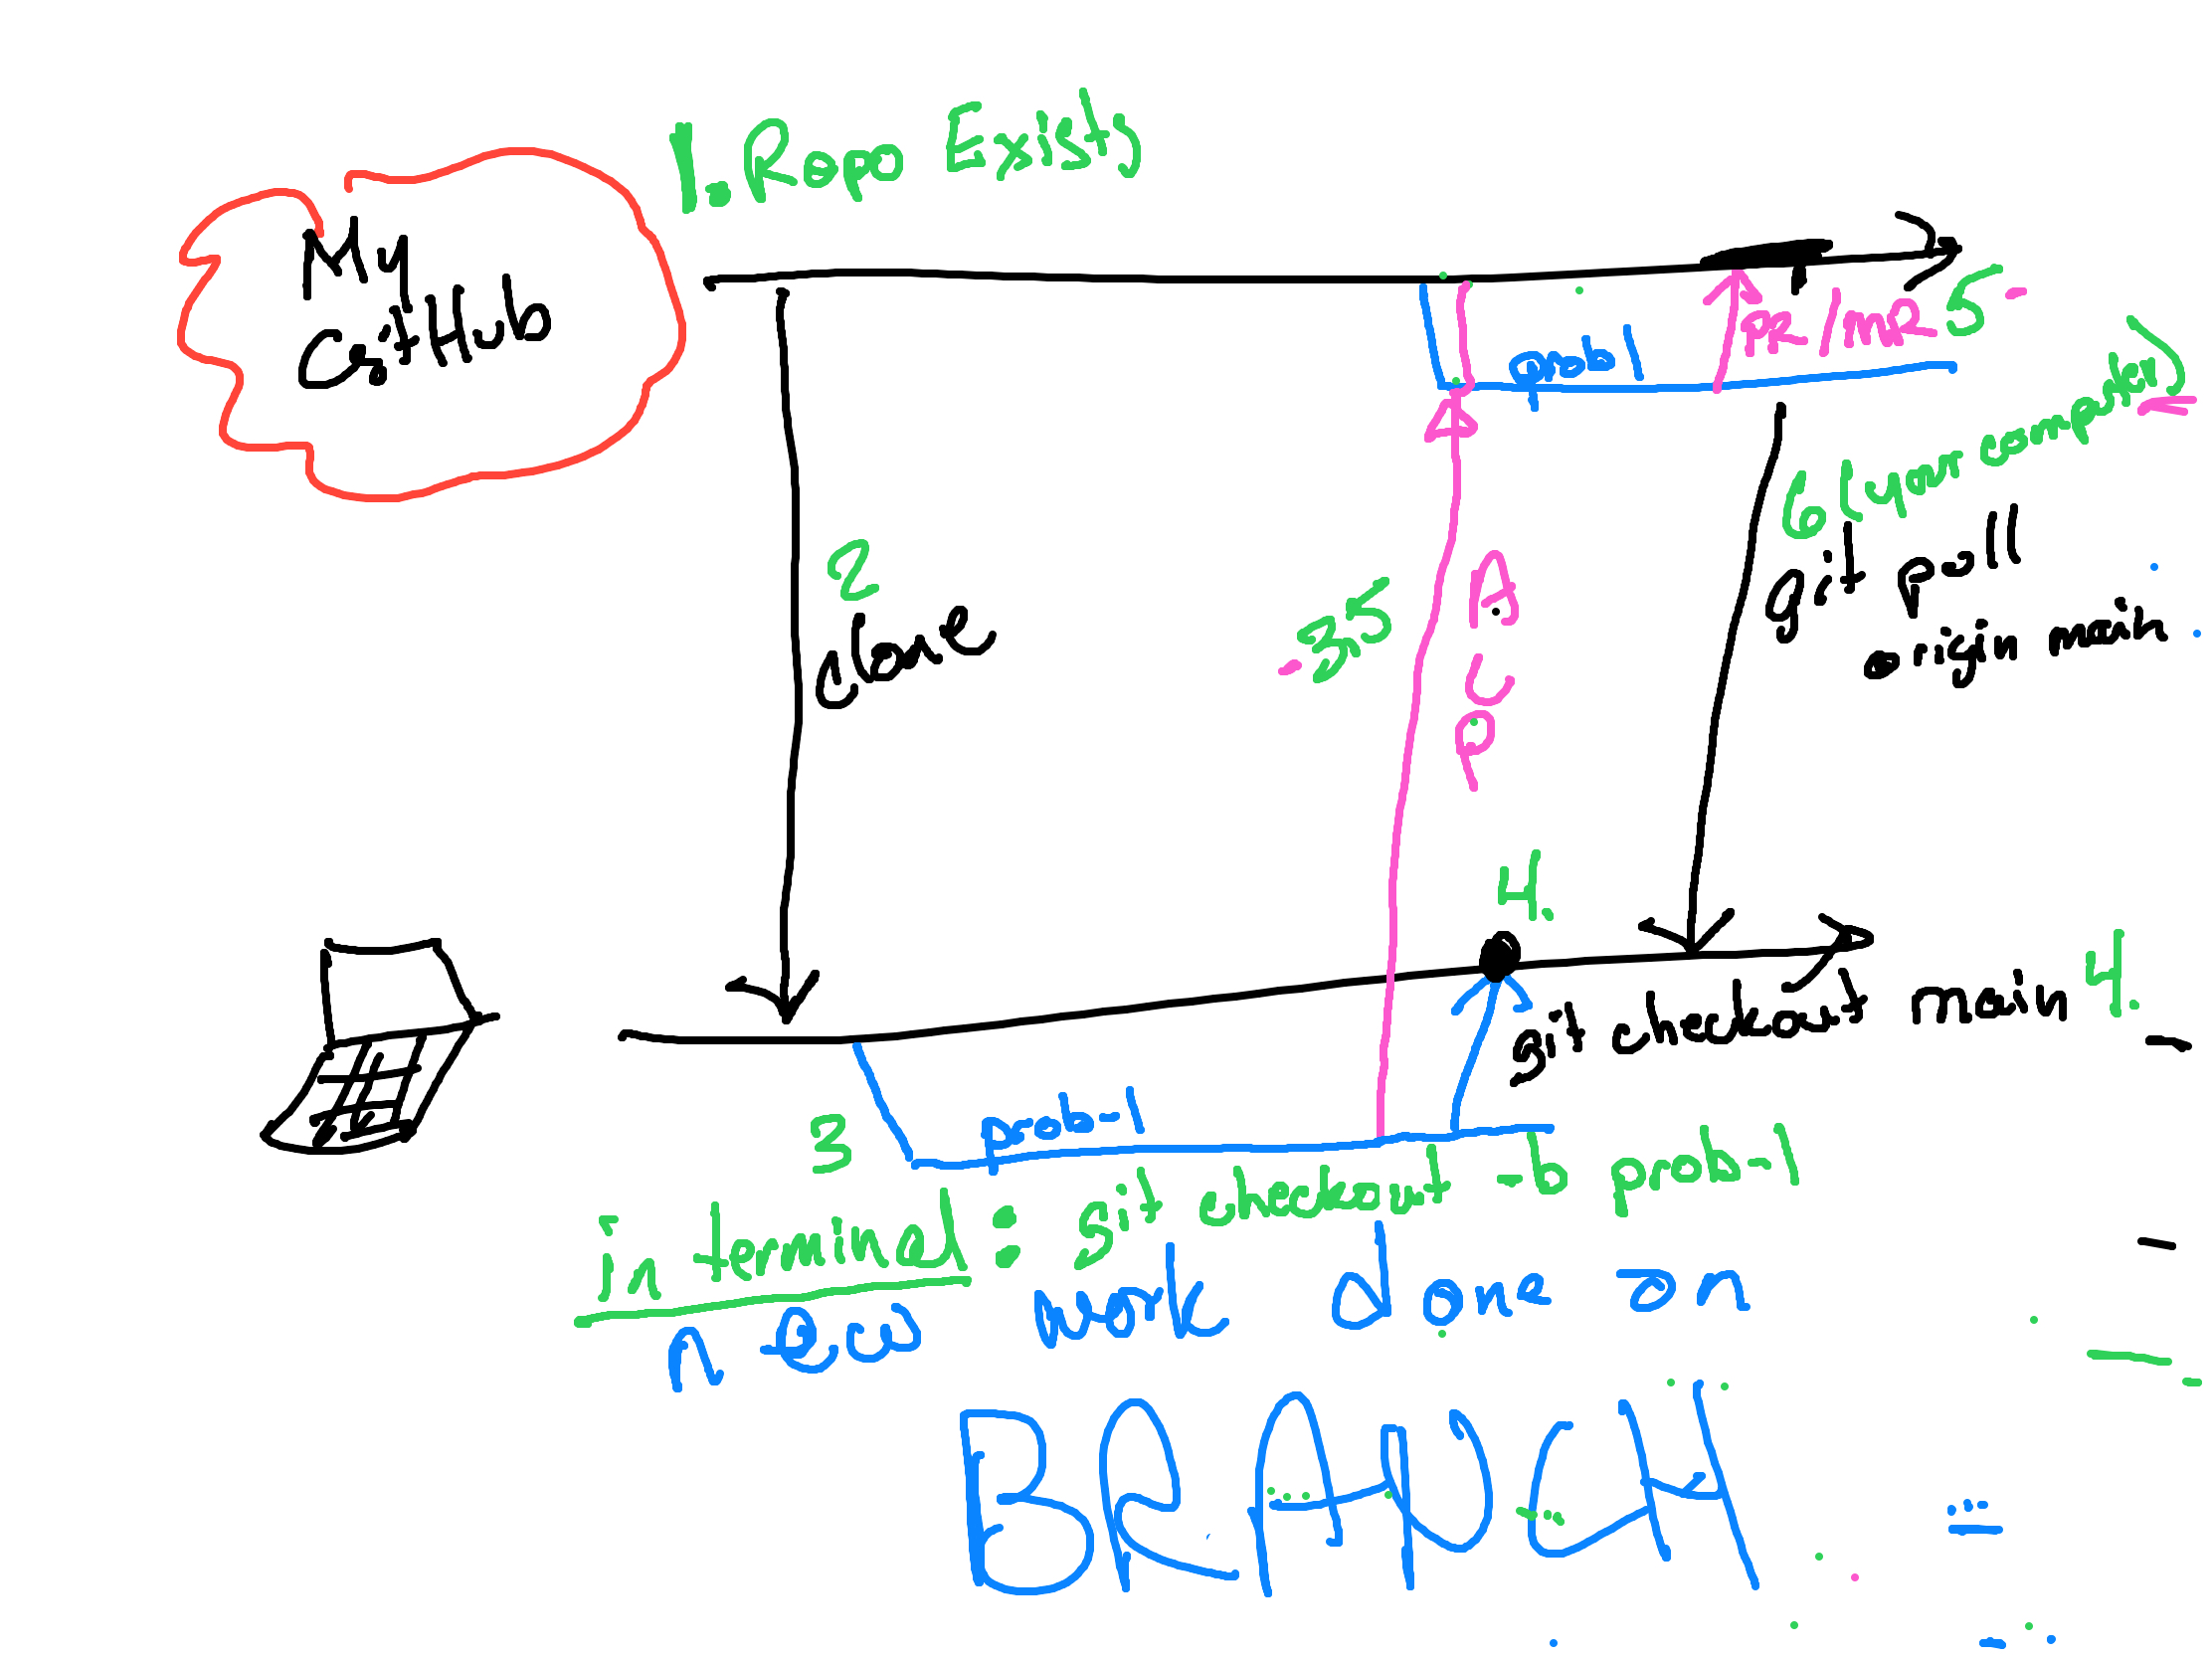 1. Repo Exists
My
GitHub
prob1
PR / MR
5
6 (your computer)
git pull
origin main
2
clone
3.5
A
C
P
4.
git checkout main 4.
3
prob-1
in terminal : git checkout -b prob-1
new work done on
BRANCH